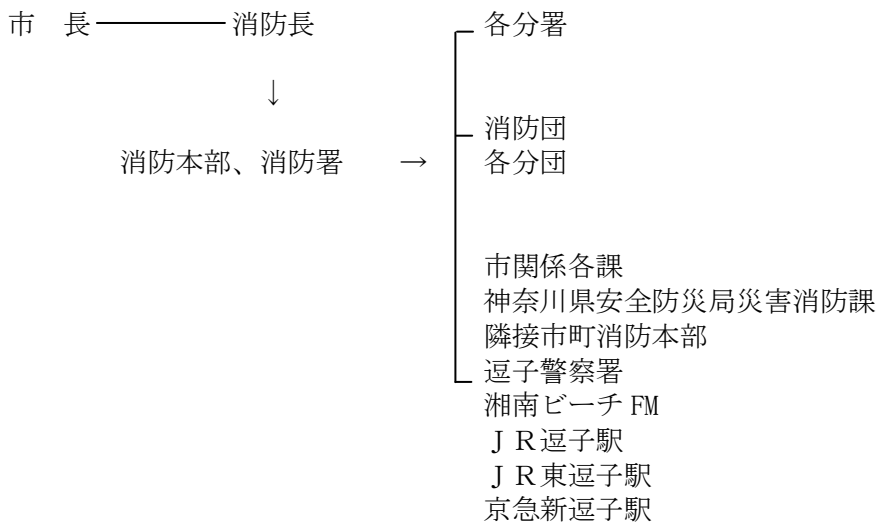 市　長 ――――― 消防長
各分署
↓
消防団
消防本部、消防署　→　各分団
市関係各課
神奈川県安全防災局災害消防課
隣接市町消防本部
逗子警察署
湘南ビーチ FM
ＪＲ逗子駅
ＪＲ東逗子駅
京急新逗子駅